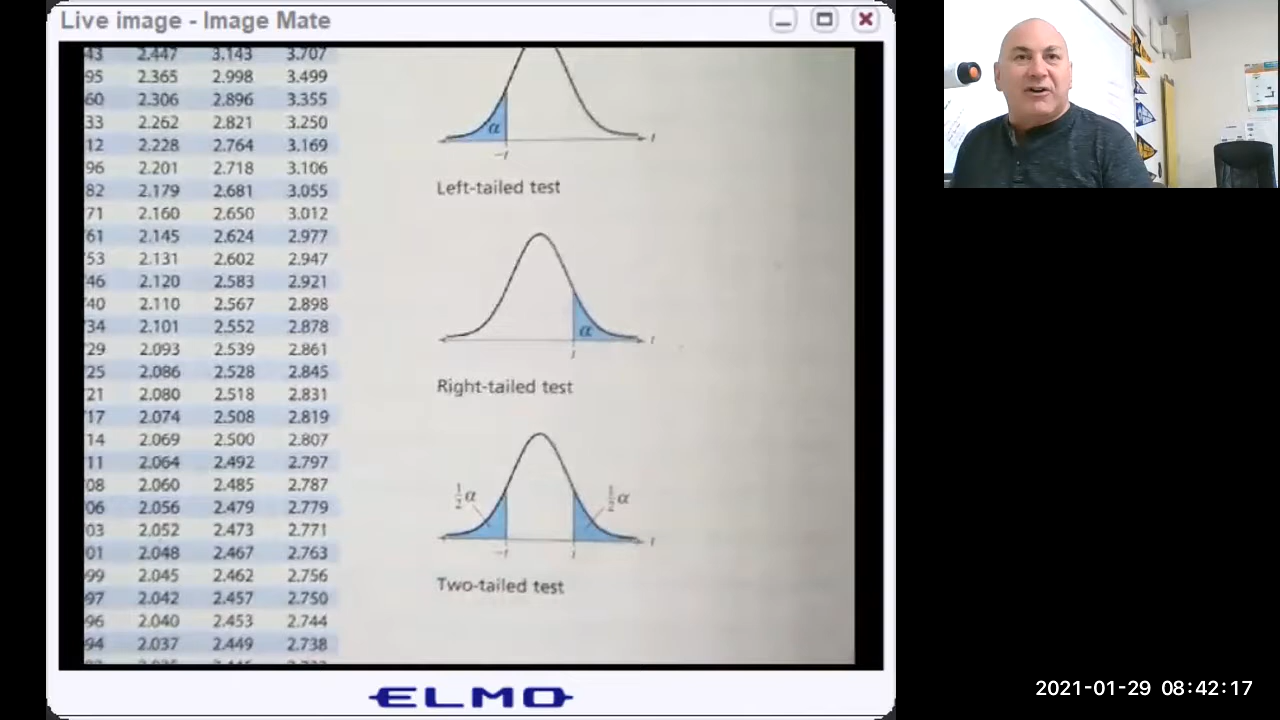 Live image - Image Mate
43 2.447 3.143 3.707
95 2.365 2.998 3.499
60 2.306 2.896 3.355
33 2.262 2.821 3.250
12 2.228 2.764 3.169
96 2.201 2.718 3.106
82 2.179 2.681 3.055
71 2.160 2.650 3.012
61 2.145 2.624 2.977
53 2.131 2.602 2.947
46 2.120 2.583 2.921
40 2.110 2.567 2.898
34 2.101 2.552 2.878
29 2.093 2.539 2.861
25 2.086 2.528 2.845
21 2.080 2.518 2.831
17 2.074 2.508 2.819
14 2.069 2.500 2.807
11 2.064 2.492 2.797
08 2.060 2.485 2.787
06 2.056 2.479 2.779
03 2.052 2.473 2.771
01 2.048 2.467 2.763
99 2.045 2.462 2.756
97 2.042 2.457 2.750
96 2.040 2.453 2.744
94 2.037 2.449 2.738
α
t
−t
Left-tailed test
α
t
t
Right-tailed test
½α ½α
t
−t t
Two-tailed test
ELMO
2021-01-29 08:42:17